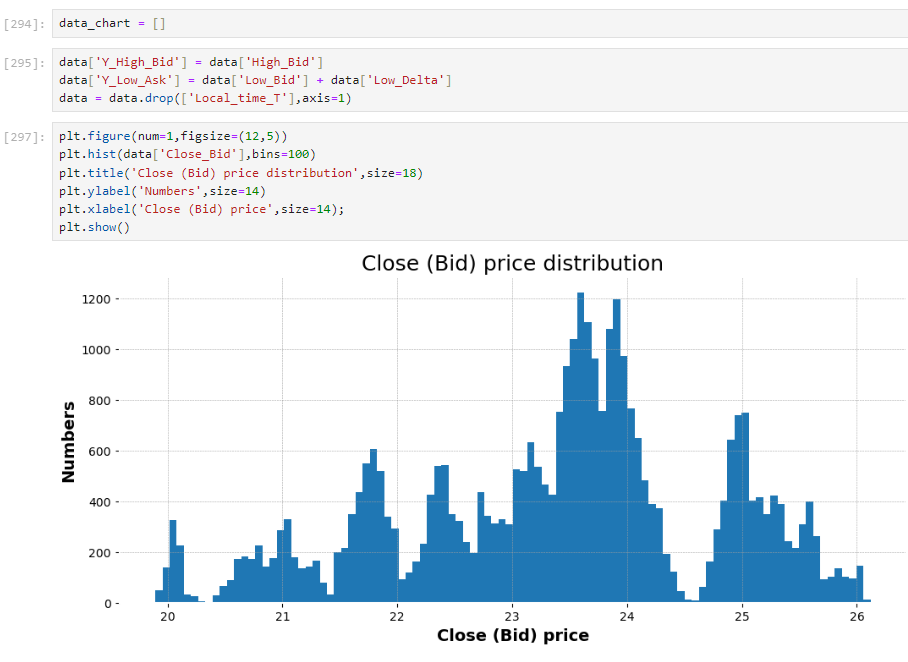 [294]: data_chart = []
[295]: data['Y_High_Bid'] = data['High_Bid']
data['Y_Low_Ask'] = data['Low_Bid'] + data['Low_Delta']
data = data.drop(['Local_time_T'],axis=1)
[297]: plt.figure(num=1,figsize=(12,5))
plt.hist(data['Close_Bid'],bins=100)
plt.title('Close (Bid) price distribution',size=18)
plt.ylabel('Numbers',size=14)
plt.xlabel('Close (Bid) price',size=14);
plt.show()
Close (Bid) price distribution
1200
1000
800
600
400
200
0
Numbers
20 21 22 23 24 25 26
Close (Bid) price